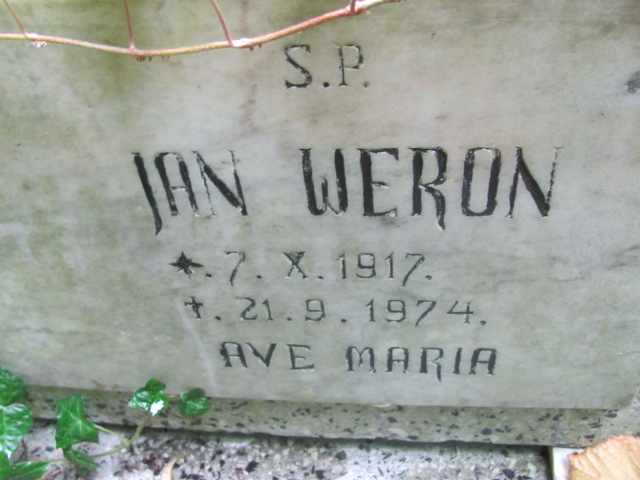 S.P.
JAN WERON
★. 7. X. 1917.
✝. 21. 9. 1974.
AVE MARIA